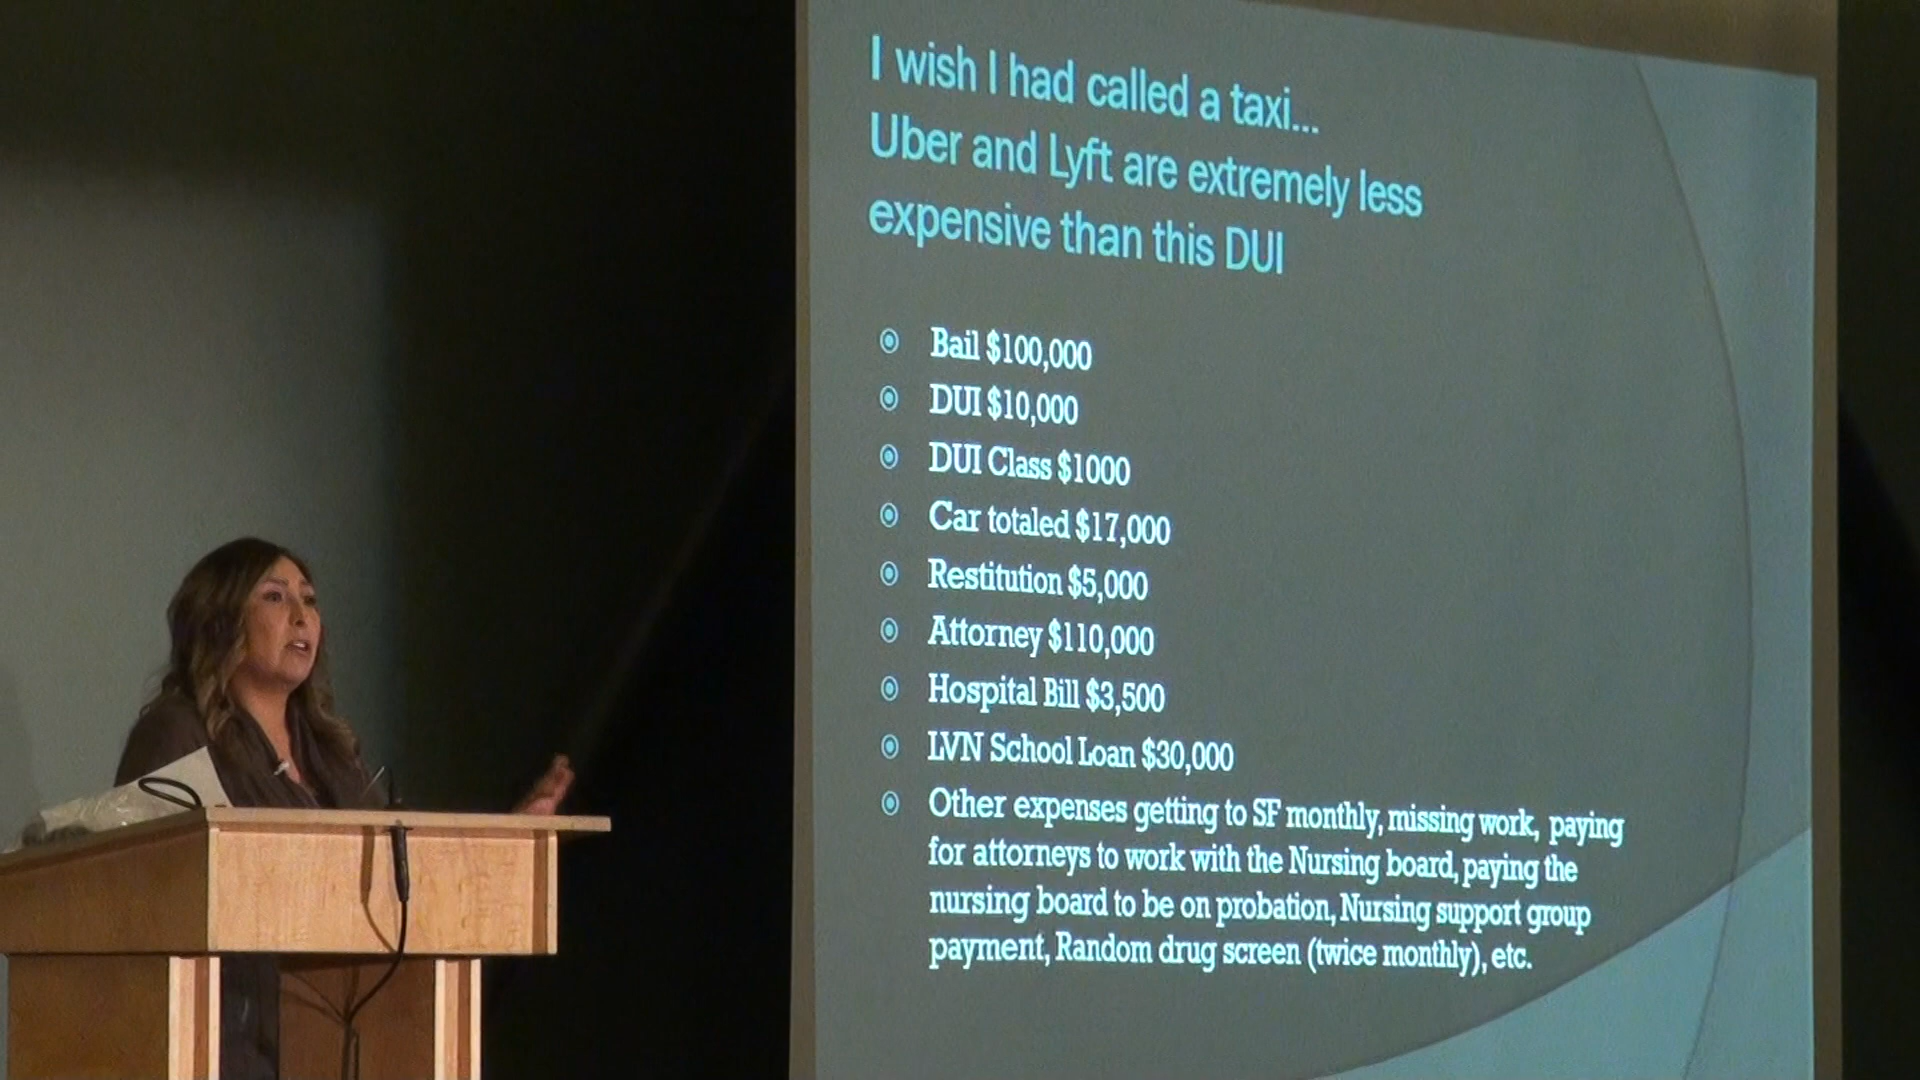 I wish I had called a taxi...
Uber and Lyft are extremely less
expensive than this DUI
Bail $100,000
DUI $10,000
DUI Class $1000
Car totaled $17,000
Restitution $5,000
Attorney $110,000
Hospital Bill $3,500
LVN School Loan $30,000
Other expenses getting to SF monthly, missing work, paying
for attorneys to work with the Nursing board, paying the
nursing board to be on probation, Nursing support group
payment, Random drug screen (twice monthly), etc.